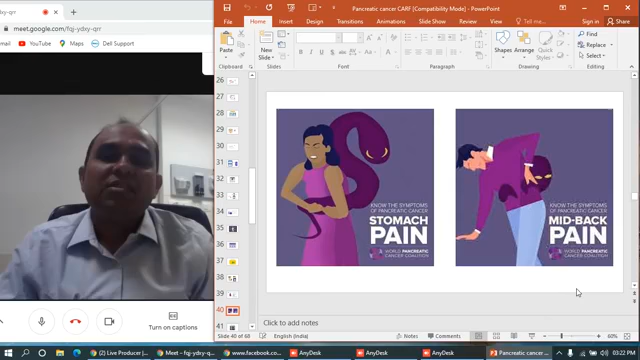 meet.google.com/fqj-ydxy-qrr
mail
YouTube
Maps
Dell Support
Turn on captions
Pancreatic cancer CARF [Compatibility Mode] - PowerPoint
File
Home
Insert
Design
Transitions
Animations
Slide Show
Review
View
Tell me
Sign in
Share
Paste
New Slide
Shapes
Arrange
Quick Styles
Find
Replace
Select
Clipboard
Slides
Font
Paragraph
Drawing
Editing
26
27
28
29
30
31
32
33
34
35
36
37
38
39
40
41
KNOW THE SYMPTOMS
OF PANCREATIC CANCER
STOMACH
PAIN
WORLD PANCREATIC
CANCER COALITION
KNOW THE SYMPTOMS
OF PANCREATIC CANCER
MID-BACK
PAIN
WORLD PANCREATIC
CANCER COALITION
Click to add notes
Slide 40 of 68
English (India)
Notes
Comments
60%
Live Producer |
Meet - fqj-ydxy-q
www.facebook.co
AnyDesk
AnyDesk
AnyDesk
Pancreatic cancer
03:22 PM